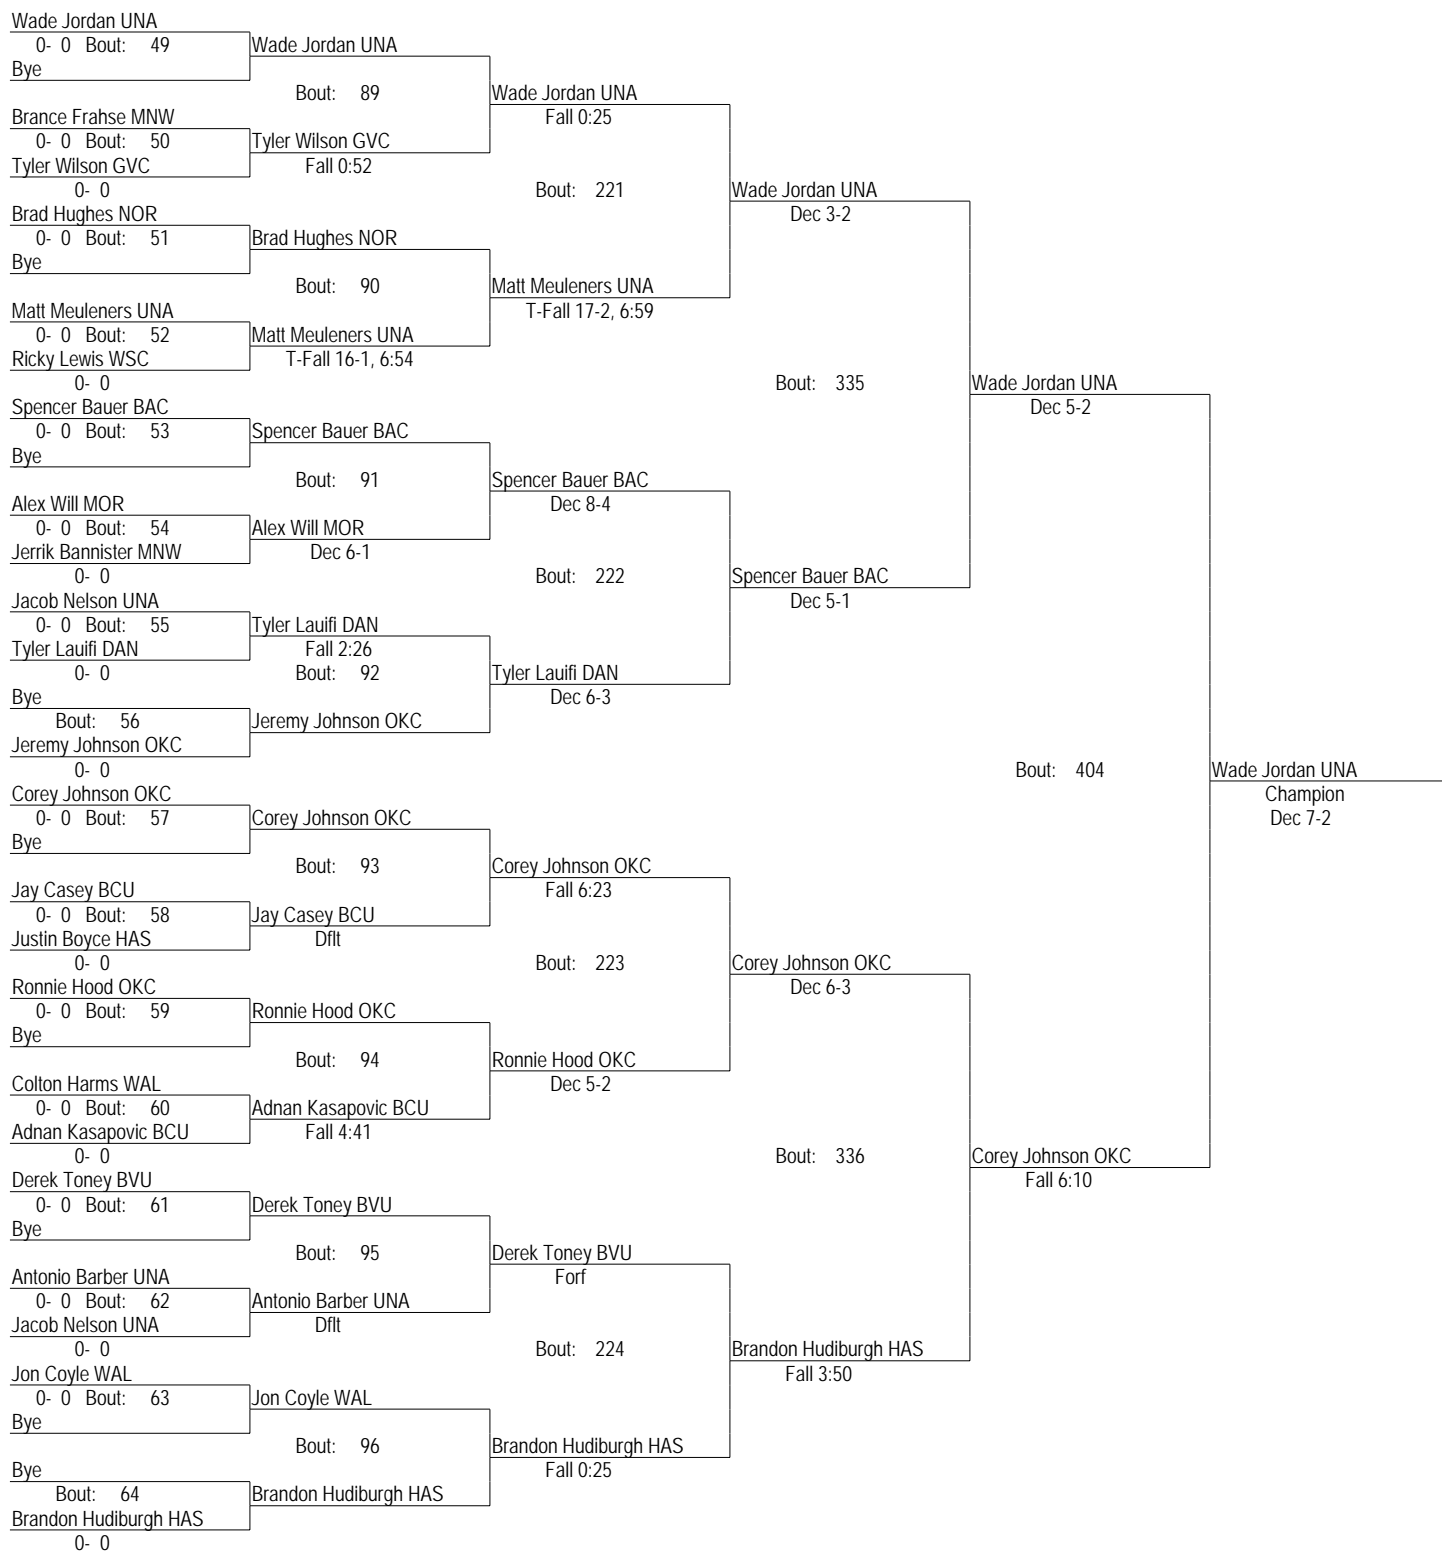 Wade Jordan UNA
0- 0 Bout: 49
Wade Jordan UNA
Bye
Bout: 89
Wade Jordan UNA
Brance Frahse MNW
Fall 0:25
0- 0 Bout: 50
Tyler Wilson GVC
Tyler Wilson GVC
Fall 0:52
0- 0
Bout: 221
Wade Jordan UNA
Brad Hughes NOR
Dec 3-2
0- 0 Bout: 51
Brad Hughes NOR
Bye
Bout: 90
Matt Meuleners UNA
Matt Meuleners UNA
T-Fall 17-2, 6:59
0- 0 Bout: 52
Matt Meuleners UNA
Ricky Lewis WSC
T-Fall 16-1, 6:54
0- 0
Bout: 335
Wade Jordan UNA
Spencer Bauer BAC
Dec 5-2
0- 0 Bout: 53
Spencer Bauer BAC
Bye
Bout: 91
Spencer Bauer BAC
Alex Will MOR
Dec 8-4
0- 0 Bout: 54
Alex Will MOR
Jerrik Bannister MNW
Dec 6-1
0- 0
Bout: 222
Spencer Bauer BAC
Jacob Nelson UNA
Dec 5-1
0- 0 Bout: 55
Tyler Lauifi DAN
Tyler Lauifi DAN
Fall 2:26
0- 0
Bout: 92
Tyler Lauifi DAN
Bye
Dec 6-3
Bout: 56
Jeremy Johnson OKC
Jeremy Johnson OKC
0- 0
Bout: 404
Wade Jordan UNA
Corey Johnson OKC
Champion
0- 0 Bout: 57
Corey Johnson OKC
Dec 7-2
Bye
Bout: 93
Corey Johnson OKC
Jay Casey BCU
Fall 6:23
0- 0 Bout: 58
Jay Casey BCU
Justin Boyce HAS
Dflt
0- 0
Bout: 223
Corey Johnson OKC
Ronnie Hood OKC
Dec 6-3
0- 0 Bout: 59
Ronnie Hood OKC
Bye
Bout: 94
Ronnie Hood OKC
Colton Harms WAL
Dec 5-2
0- 0 Bout: 60
Adnan Kasapovic BCU
Adnan Kasapovic BCU
Fall 4:41
0- 0
Bout: 336
Corey Johnson OKC
Derek Toney BVU
Fall 6:10
0- 0 Bout: 61
Derek Toney BVU
Bye
Bout: 95
Derek Toney BVU
Antonio Barber UNA
Forf
0- 0 Bout: 62
Antonio Barber UNA
Jacob Nelson UNA
Dflt
0- 0
Bout: 224
Brandon Hudiburgh HAS
Jon Coyle WAL
Fall 3:50
0- 0 Bout: 63
Jon Coyle WAL
Bye
Bout: 96
Brandon Hudiburgh HAS
Bye
Fall 0:25
Bout: 64
Brandon Hudiburgh HAS
Brandon Hudiburgh HAS
0- 0